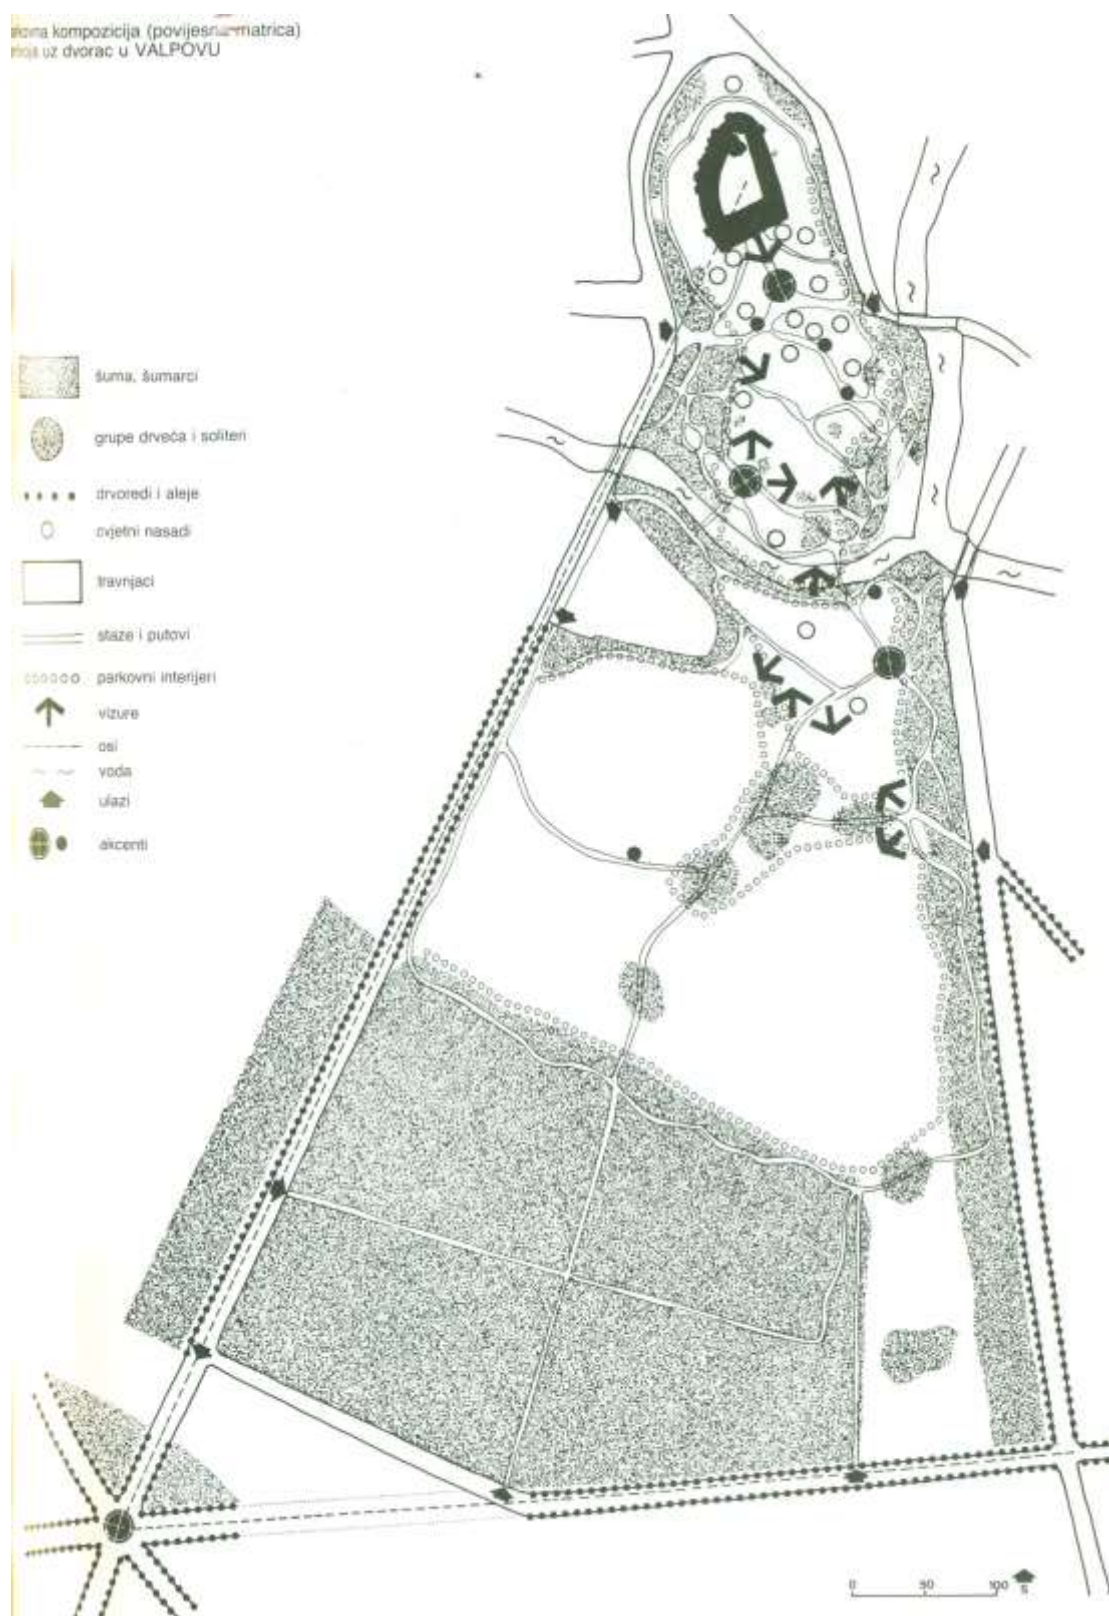 kompozicija (povijesna matrica)
uz dvorac u VALPOVU
šuma, šumarci
grupe drveća i soliteri
drvoredi i aleje
cvjetni nasadi
travnjaci
staze i putovi
parkovni interijeri
vizure
osi
voda
ulazi
akcenti
0 50 100 S